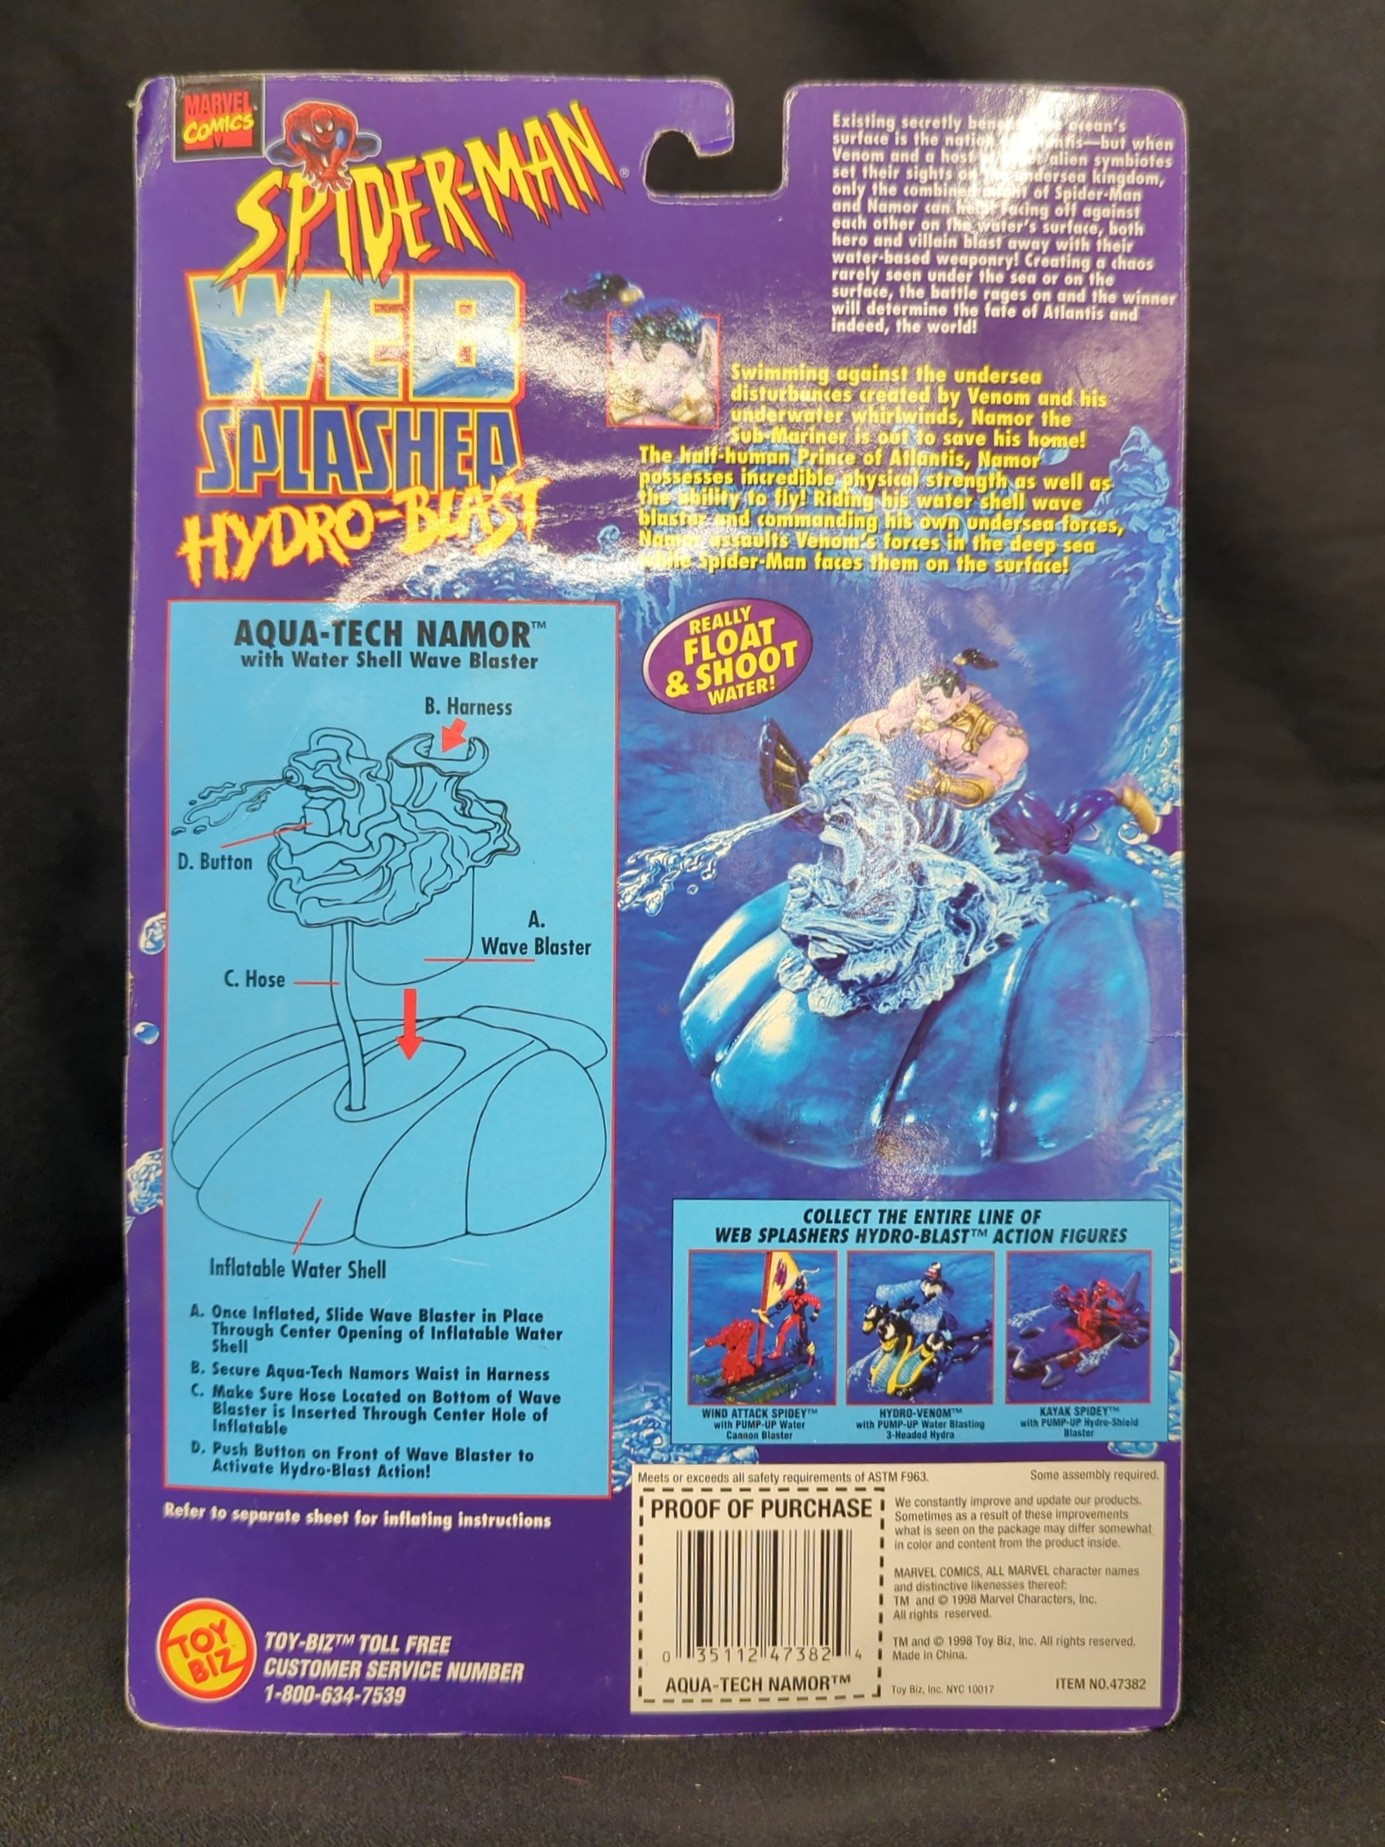 MARVEL
COMICS
SPIDER-MAN®
WEB
SPLASHER
HYDRO-BLAST™
Existing secretly ocean's
surface is the but when
Venom and a host alien symbiotes
set their sights undersea kingdom,
only the combined of Spider-Man
and Namor can facing off against
each other on the water's surface, both
hero and villain blast away with their
water-based weaponry! Creating a chaos
rarely seen under the sea or on the
surface, the battle rages on and the winner
will determine the fate of Atlantis and
indeed, the world!
Swimming against the undersea
disturbances created by Venom and his
underwater whirlwinds, Namor the
Sub-Mariner is out to save his home!
The half-human Prince of Atlantis, Namor
possesses incredible physical strength as well as
the ability to fly! Riding his water shell wave
blaster and commanding his own undersea forces,
Namor assaults Venom's forces in the deep sea
while Spider-Man faces them on the surface!
AQUA-TECH NAMOR™
with Water Shell Wave Blaster
B. Harness
D. Button
A.
Wave Blaster
C. Hose
Inflatable Water Shell
A. Once Inflated, Slide Wave Blaster in Place
Through Center Opening of Inflatable Water
Shell
B. Secure Aqua-Tech Namors Waist in Harness
C. Make Sure Hose Located on Bottom of Wave
Blaster is Inserted Through Center Hole of
Inflatable
D. Push Button on Front of Wave Blaster to
Activate Hydro-Blast Action!
Refer to separate sheet for inflating instructions
REALLY
FLOAT
& SHOOT
WATER!
COLLECT THE ENTIRE LINE OF
WEB SPLASHERS HYDRO-BLAST™ ACTION FIGURES
WIND ATTACK SPIDEY™
with PUMP-UP Water
Cannon Blaster
HYDRO-VENOM™
with PUMP-UP Water Blasting
3-Headed Hydra
KAYAK SPIDEY™
with PUMP-UP Hydro-Shield
Blaster
Meets or exceeds all safety requirements of ASTM F963.
Some assembly required.
PROOF OF PURCHASE
0 35112 47382 4
AQUA-TECH NAMOR™
We constantly improve and update our products.
Sometimes as a result of these improvements
what is seen on the package may differ somewhat
in color and content from the product inside.
MARVEL COMICS, ALL MARVEL character names
and distinctive likenesses thereof:
TM and © 1998 Marvel Characters, Inc.
All rights reserved.
TM and © 1998 Toy Biz, Inc. All rights reserved.
Made in China.
Toy Biz, Inc. NYC 10017
ITEM NO.47382
TOY
BIZ
TOY-BIZ™ TOLL FREE
CUSTOMER SERVICE NUMBER
1-800-634-7539